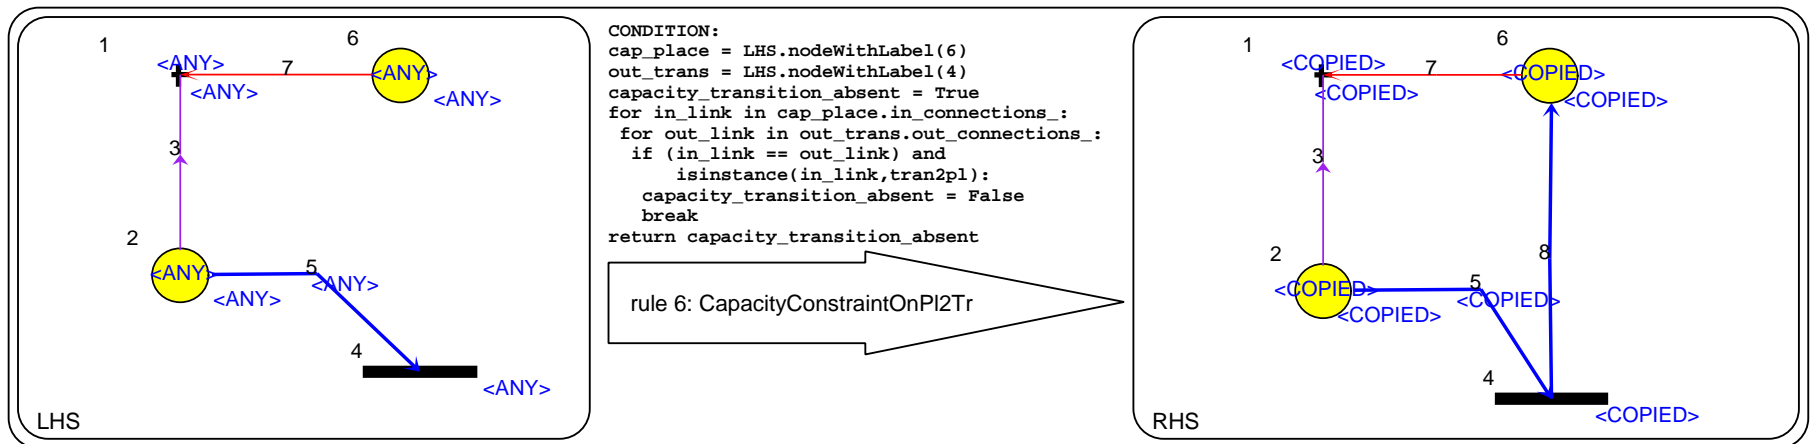 1
<ANY>
7
6
<ANY>
<ANY>
<ANY>
3
2
<ANY>
<ANY>
5
<ANY>
4
<ANY>
LHS
CONDITION:
cap_place = LHS.nodeWithLabel(6)
out_trans = LHS.nodeWithLabel(4)
capacity_transition_absent = True
for in_link in cap_place.in_connections_:
for out_link in out_trans.out_connections_:
if (in_link == out_link) and
isinstance(in_link,tran2pl):
capacity_transition_absent = False
break
return capacity_transition_absent
rule 6: CapacityConstraintOnPl2Tr
1
<COPIED>
7
6
<COPIED>
<COPIED>
<COPIED>
3
2
<COPIED>
<COPIED>
5
<COPIED>
8
4
<COPIED>
RHS